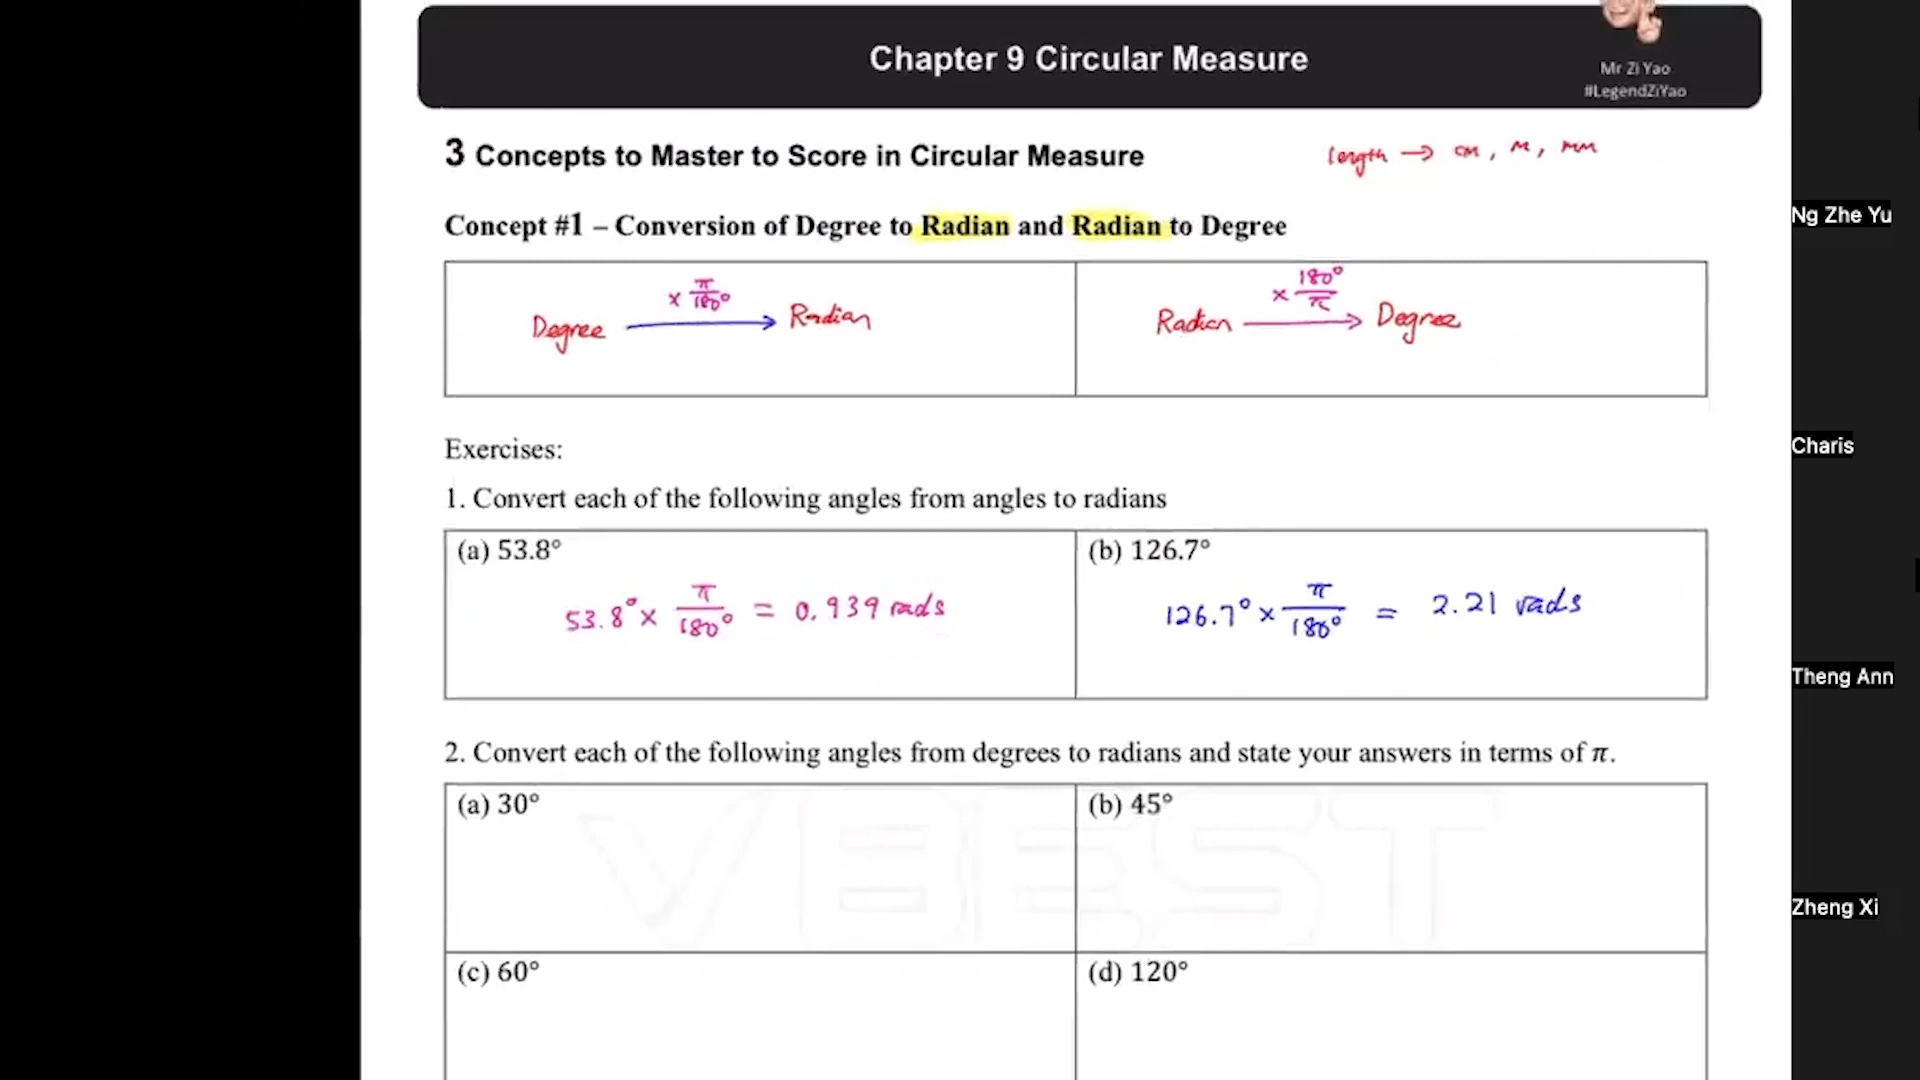 Chapter 9 Circular Measure
Mr Zi Yao
#LegendZiYao
3 Concepts to Master to Score in Circular Measure
length → cm, m, mm
Concept #1 – Conversion of Degree to Radian and Radian to Degree
Degree × π/180° → Radian
Radian × 180°/π → Degree
Exercises:
1. Convert each of the following angles from angles to radians
(a) 53.8°
53.8° × π/180° = 0.939 rads
(b) 126.7°
126.7° × π/180° = 2.21 rads
2. Convert each of the following angles from degrees to radians and state your answers in terms of π.
(a) 30°
(b) 45°
VBEST
(c) 60°
(d) 120°
Ng Zhe Yu
Charis
Theng Ann
Zheng Xi